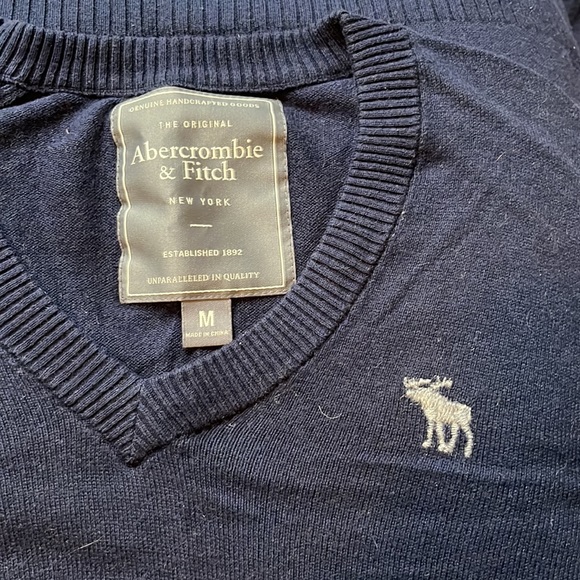 GENUINE HANDCRAFTED GOODS
THE ORIGINAL
Abercrombie
& Fitch
NEW YORK
ESTABLISHED 1892
UNPARALLELED IN QUALITY
M
MADE IN CHINA